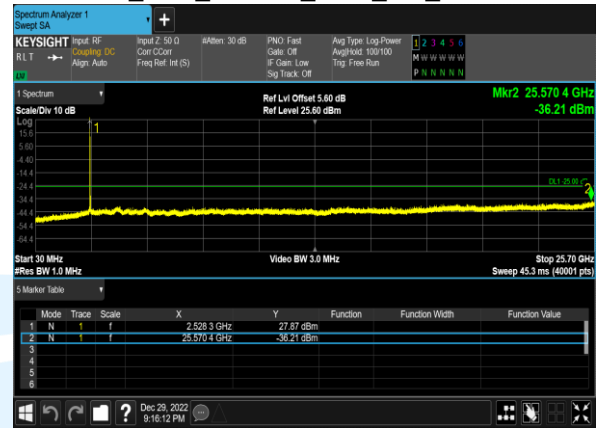 Spectrum Analyzer 1
Swept SA
+
KEYSIGHT Input: RF Input Z: 50 Ω #Atten: 30 dB PNO: Fast Avg Type: Log-Power 1 2 3 4 5 6
RLT Coupling: DC Corr CCorr Gate: Off Avg|Hold: 100/100 M W W W W W
Align: Auto Freq Ref: Int (S) IF Gain: Low Trig: Free Run P N N N N N
Sig Track: Off
1 Spectrum Ref Lvl Offset 5.60 dB Mkr2 25.570 4 GHz
Scale/Div 10 dB Ref Level 25.60 dBm -36.21 dBm
Log
1
15.6
5.60
-4.40
-14.4
-24.4 DL1 -25.00 2
-34.4
-44.4
-54.4
-64.4
Start 30 MHz Video BW 3.0 MHz Stop 25.70 GHz
#Res BW 1.0 MHz Sweep 45.3 ms (40001 pts)
5 Marker Table
Mode Trace Scale X Y Function Function Width Function Value
1 N 1 f 2.528 3 GHz 27.87 dBm
2 N 1 f 25.570 4 GHz -36.21 dBm
3
4
5
6
? Dec 29, 2022
9:16:12 PM